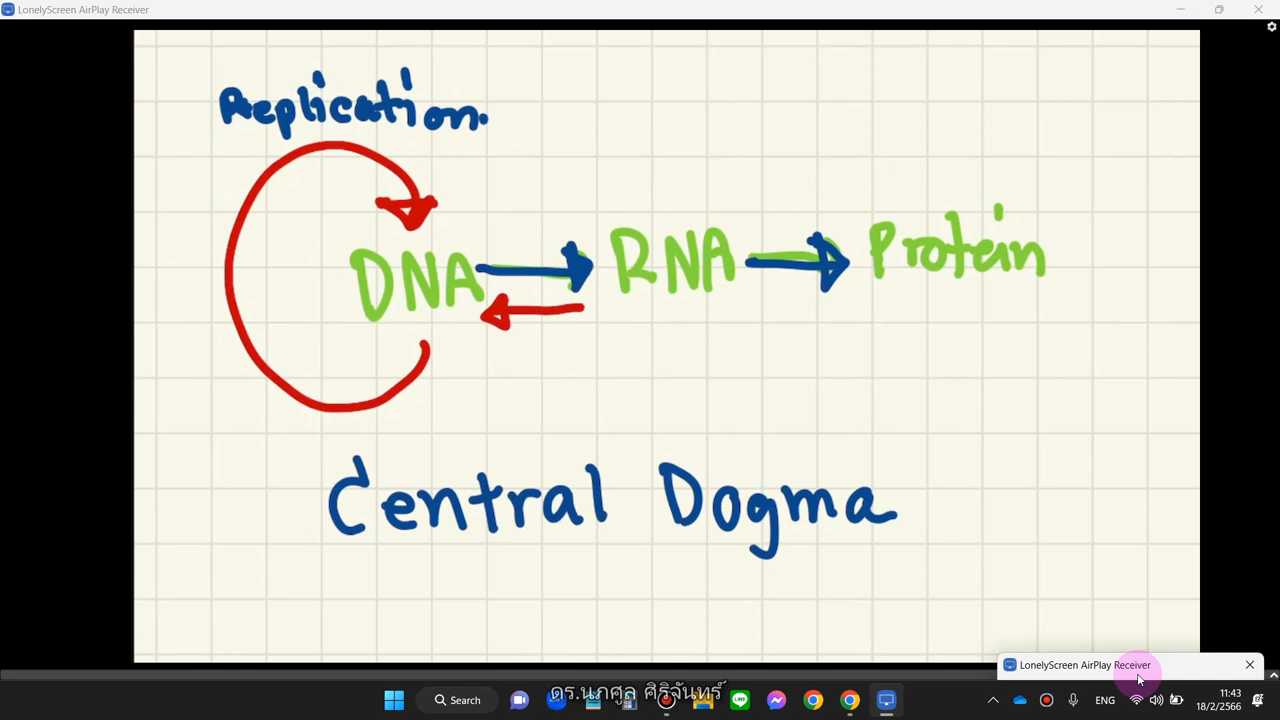 LonelyScreen AirPlay Receiver
Replication.
DNA RNA Protein
Central Dogma
LonelyScreen AirPlay Receiver
ดร.นภศล ศิริจันทร์
Search
ENG
11:43
18/2/2566